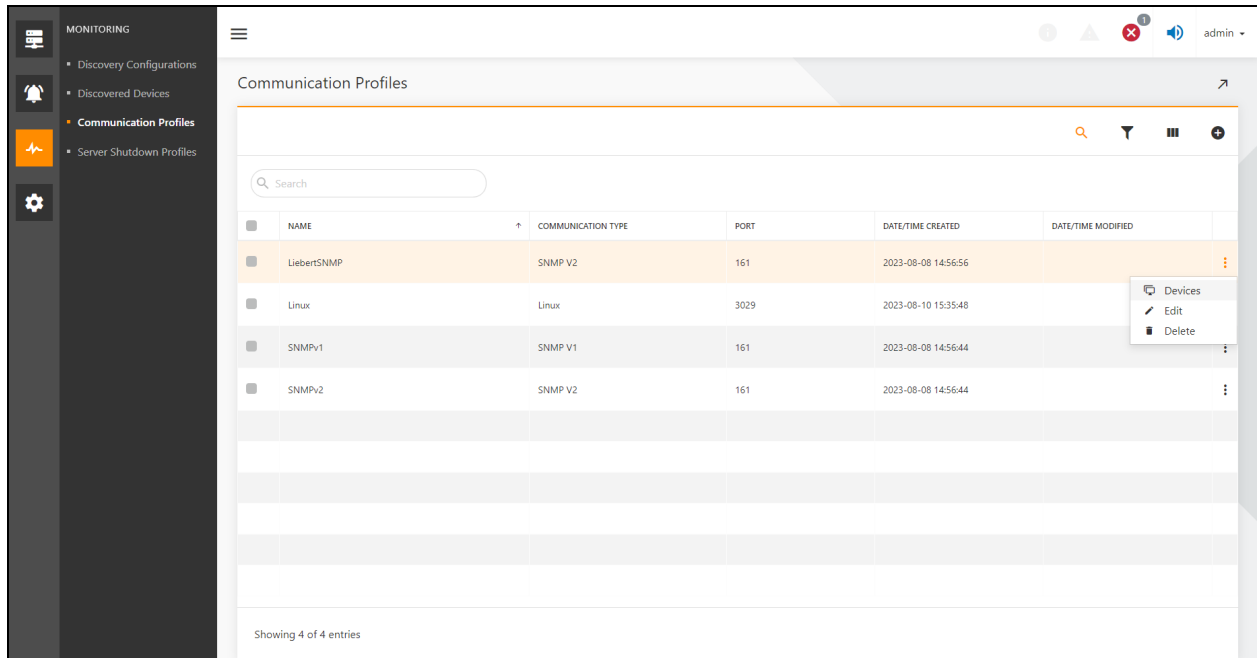 MONITORING
Discovery Configurations
Discovered Devices
Communication Profiles
Server Shutdown Profiles
1
admin
Communication Profiles
Search
NAME COMMUNICATION TYPE PORT DATE/TIME CREATED DATE/TIME MODIFIED
LiebertSNMP SNMP V2 161 2023-08-08 14:56:56
Devices
Linux Linux 3029 2023-08-10 15:35:48
Edit
Delete
SNMPv1 SNMP V1 161 2023-08-08 14:56:44
SNMPv2 SNMP V2 161 2023-08-08 14:56:44
Showing 4 of 4 entries